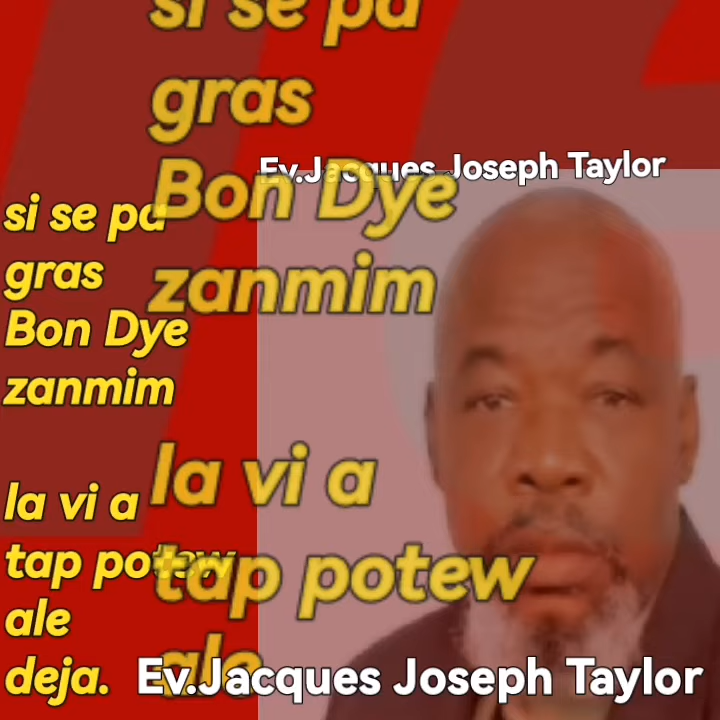 si se pa
gras
Bon Dye
zanmim
la vi a
tap potew
ale
Ev.Jacques Joseph Taylor
si se pa
gras
Bon Dye
zanmim
la vi a
tap potew
ale
deja.
Ev.Jacques Joseph Taylor